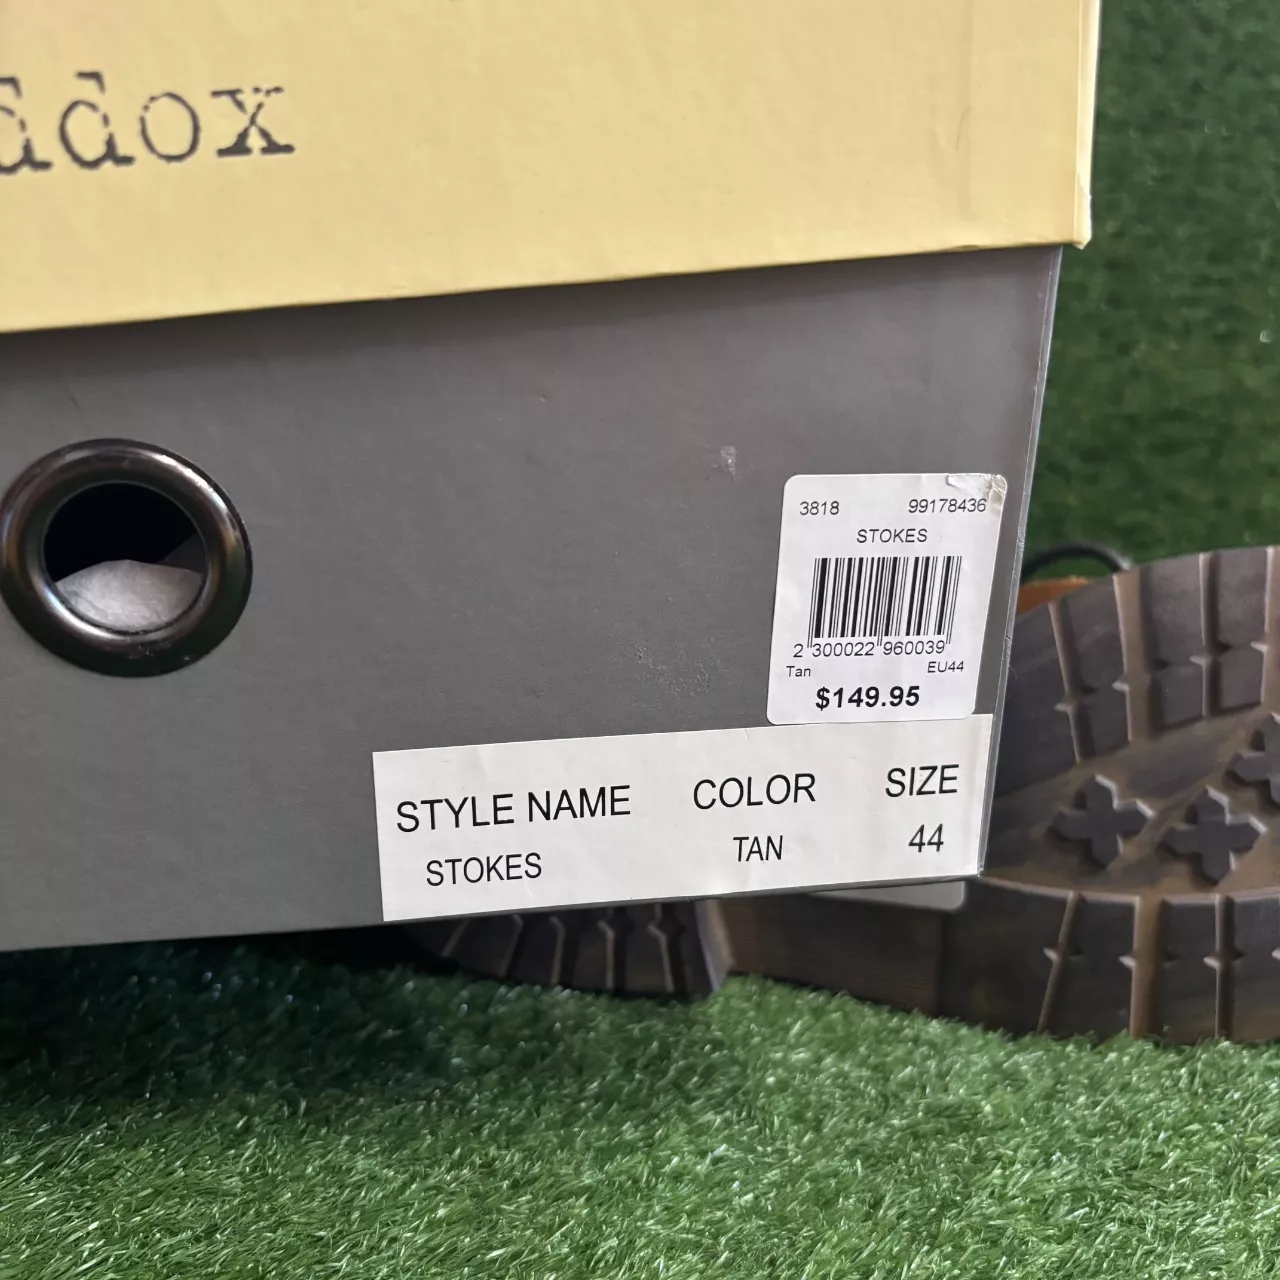 ddox
3818 99178436
STOKES
2 300022 960039
Tan EU44
$149.95
STYLE NAME COLOR SIZE
STOKES TAN 44